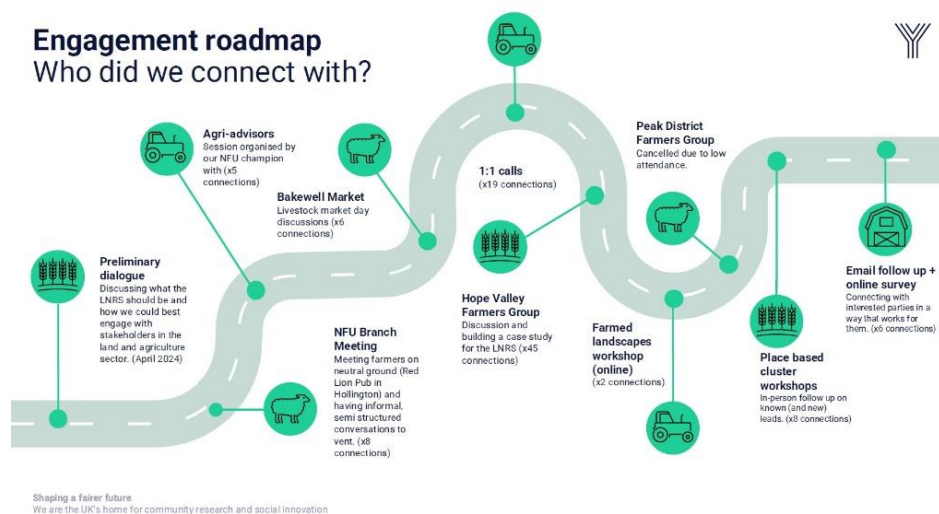 Engagement roadmap
Who did we connect with?
Preliminary
dialogue
Discussing what the
LNRS should be and
how we could best
engage with
stakeholders in the
land and agriculture
sector. (April 2024)
NFU Branch
Meeting
Meeting farmers on
neutral ground (Red
Lion Pub in
Hollington) and
having informal,
semi structured
conversations to
vent. (x8
connections)
Agri-advisors
Session organised by
our NFU champion
with (x5
connections)
Bakewell Market
Livestock market day
discussions (x6
connections)
1:1 calls
(x19 connections)
Hope Valley
Farmers Group
Discussion and
building a case study
for the LNRS (x45
connections)
Farmed
landscapes
workshop
(online)
(x2 connections)
Peak District
Farmers Group
Cancelled due to low
attendance.
Place based
cluster
workshops
In-person follow up on
known (and new)
leads. (x8 connections)
Email follow up +
online survey
Connecting with
interested parties in a
way that works for
them. (x6 connections)
Shaping a fairer future
We are the UK's home for community research and social innovation